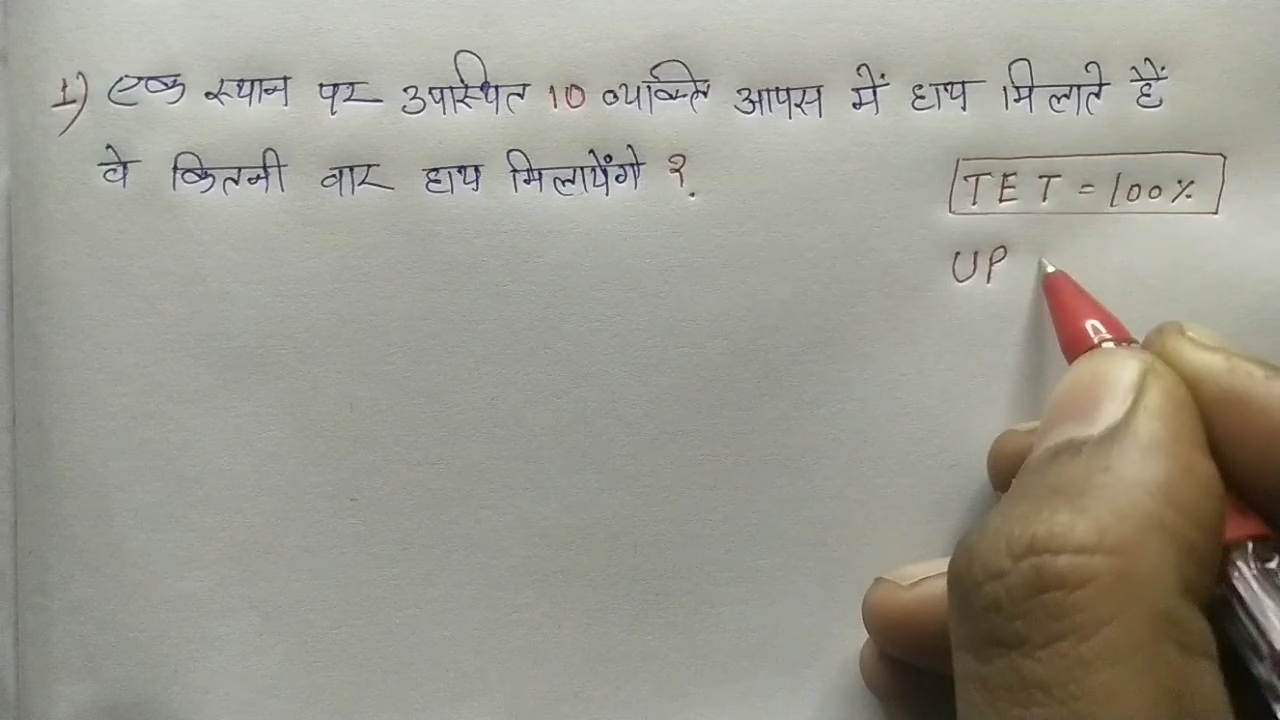 1) एक स्थान पर उपस्थित 10 व्यक्ति आपस में हाथ मिलाते हैं
वे कितनी वार हाथ मिलायेंगे ?
TET = 100%
UP